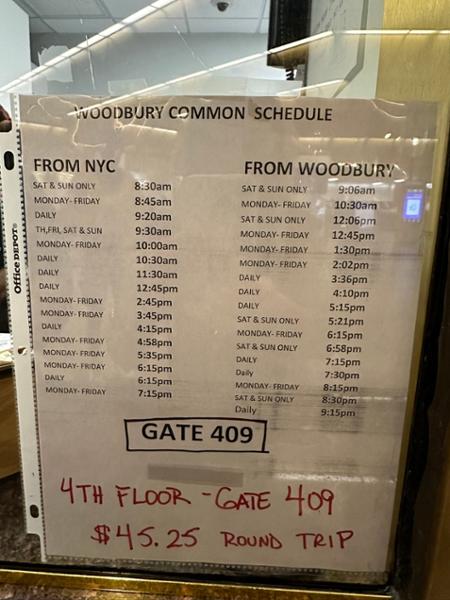 WOODBURY COMMON SCHEDULE
FROM NYC
SAT & SUN ONLY 8:30am
MONDAY- FRIDAY 8:45am
DAILY 9:20am
TH,FRI, SAT & SUN 9:30am
MONDAY- FRIDAY 10:00am
DAILY 10:30am
DAILY 11:30am
DAILY 12:45pm
MONDAY- FRIDAY 2:45pm
MONDAY- FRIDAY 3:45pm
DAILY 4:15pm
MONDAY- FRIDAY 4:58pm
MONDAY- FRIDAY 5:35pm
MONDAY- FRIDAY 6:15pm
DAILY 6:15pm
MONDAY- FRIDAY 7:15pm
FROM WOODBURY
SAT & SUN ONLY 9:06am
MONDAY- FRIDAY 10:30am
SAT & SUN ONLY 12:06pm
MONDAY- FRIDAY 12:45pm
MONDAY- FRIDAY 1:30pm
MONDAY- FRIDAY 2:02pm
DAILY 3:36pm
DAILY 4:10pm
DAILY 5:15pm
SAT & SUN ONLY 5:21pm
MONDAY- FRIDAY 6:15pm
SAT & SUN ONLY 6:58pm
DAILY 7:15pm
Daily 7:30pm
MONDAY- FRIDAY 8:15pm
SAT & SUN ONLY 8:30pm
Daily 9:15pm
GATE 409
4TH FLOOR - GATE 409
$45.25 ROUND TRIP
Office DEPOT